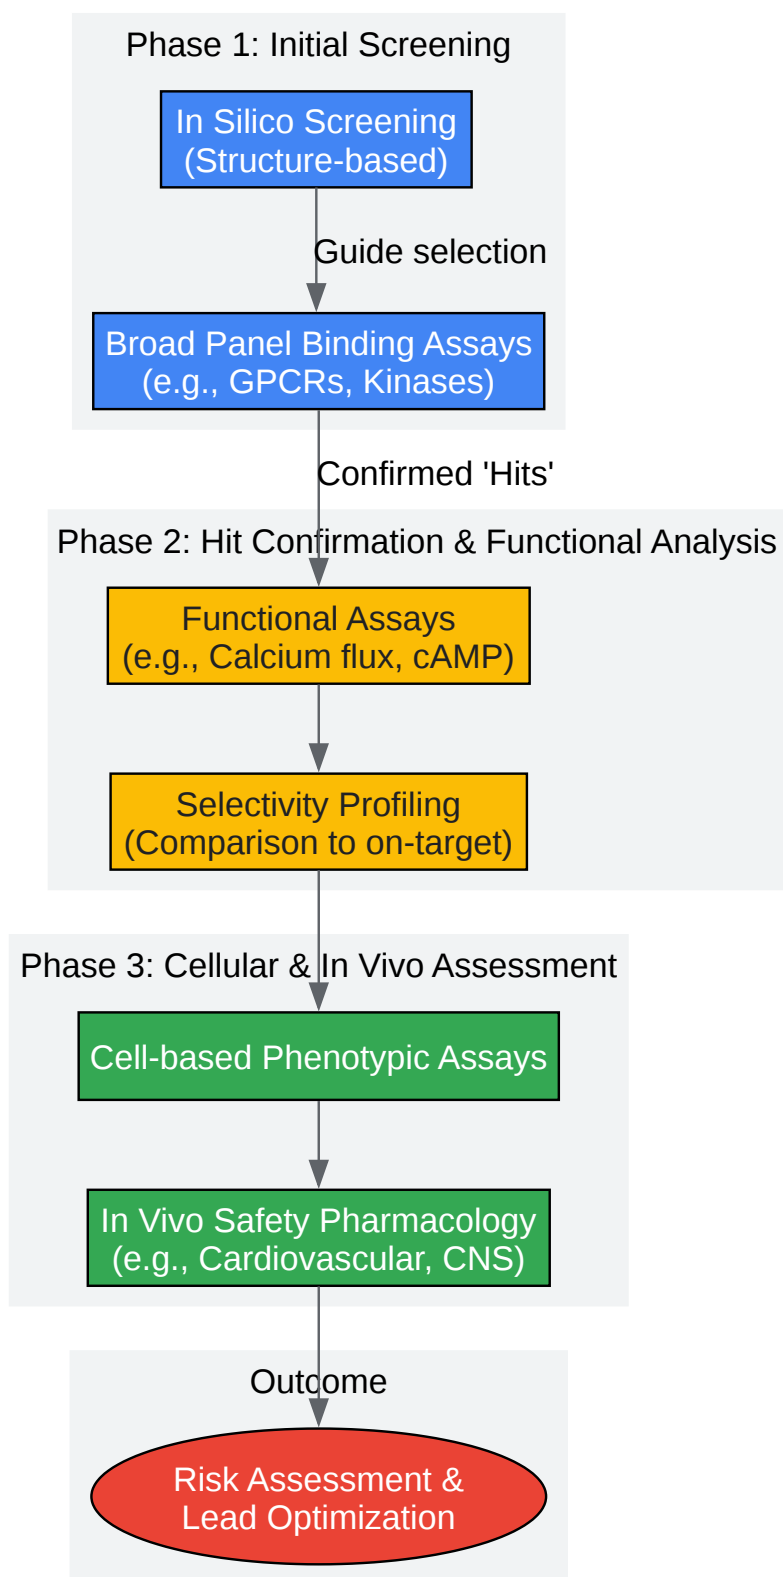 Phase 1: Initial Screening
In Silico Screening
(Structure-based)
Guide selection
Broad Panel Binding Assays
(e.g., GPCRs, Kinases)
Confirmed 'Hits'
Phase 2: Hit Confirmation & Functional Analysis
Functional Assays
(e.g., Calcium flux, cAMP)
Selectivity Profiling
(Comparison to on-target)
Phase 3: Cellular & In Vivo Assessment
Cell-based Phenotypic Assays
In Vivo Safety Pharmacology
(e.g., Cardiovascular, CNS)
Outcome
Risk Assessment &
Lead Optimization